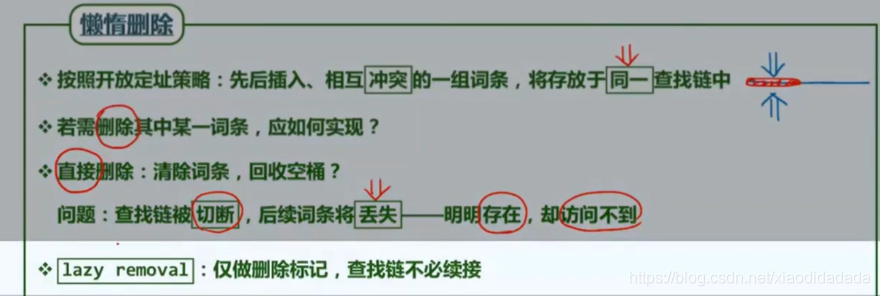 懒惰删除
❖ 按照开放定址策略：先后插入、相互冲突的一组词条，将存放于同一查找链中
❖ 若需删除其中某一词条，应如何实现？
❖ 直接删除：清除词条，回收空桶？
问题：查找链被切断，后续词条将丢失——明明存在，却访问不到
❖ lazy removal：仅做删除标记，查找链不必续接
https://blog.csdn.net/xiaodidadada